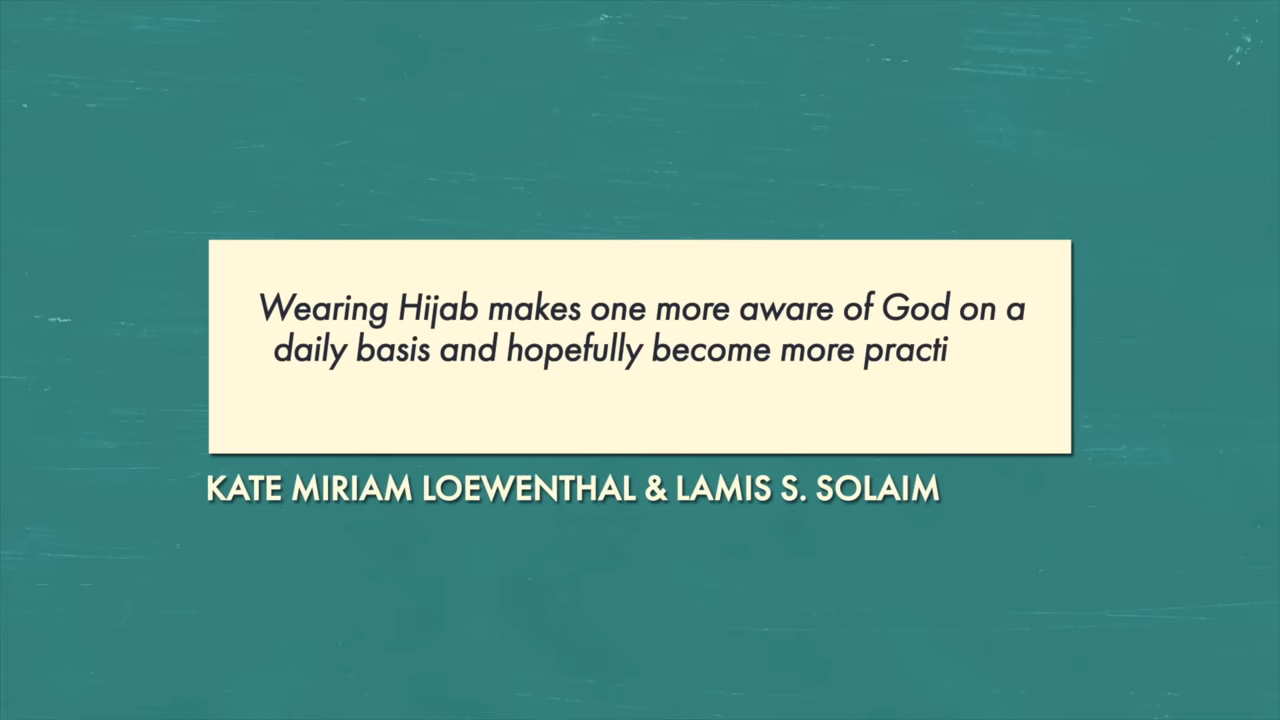 Wearing Hijab makes one more aware of God on a
daily basis and hopefully become more practi
KATE MIRIAM LOEWENTHAL & LAMIS S. SOLAIM